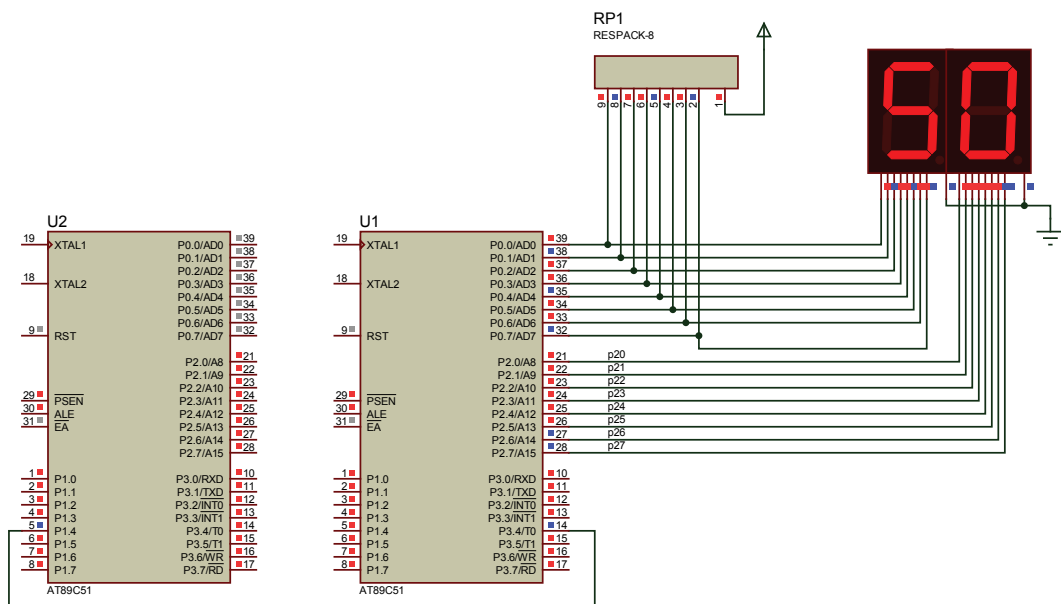 RP1
RESPACK-8
9 8 7 6 5 4 3 2 1
50
U2
19 XTAL1 P0.0/AD0 39
P0.1/AD1 38
P0.2/AD2 37
18 XTAL2 P0.3/AD3 36
P0.4/AD4 35
P0.5/AD5 34
P0.6/AD6 33
9 RST P0.7/AD7 32
P2.0/A8 21
P2.1/A9 22
P2.2/A10 23
29 PSEN P2.3/A11 24
30 ALE P2.4/A12 25
31 EA P2.5/A13 26
P2.6/A14 27
P2.7/A15 28
1 P1.0 P3.0/RXD 10
2 P1.1 P3.1/TXD 11
3 P1.2 P3.2/INT0 12
4 P1.3 P3.3/INT1 13
5 P1.4 P3.4/T0 14
6 P1.5 P3.5/T1 15
7 P1.6 P3.6/WR 16
8 P1.7 P3.7/RD 17
AT89C51
U1
19 XTAL1 P0.0/AD0 39
P0.1/AD1 38
P0.2/AD2 37
18 XTAL2 P0.3/AD3 36
P0.4/AD4 35
P0.5/AD5 34
P0.6/AD6 33
9 RST P0.7/AD7 32
P2.0/A8 21 p20
P2.1/A9 22 p21
P2.2/A10 23 p22
29 PSEN P2.3/A11 24 p23
30 ALE P2.4/A12 25 p24
31 EA P2.5/A13 26 p25
P2.6/A14 27 p26
P2.7/A15 28 p27
1 P1.0 P3.0/RXD 10
2 P1.1 P3.1/TXD 11
3 P1.2 P3.2/INT0 12
4 P1.3 P3.3/INT1 13
5 P1.4 P3.4/T0 14
6 P1.5 P3.5/T1 15
7 P1.6 P3.6/WR 16
8 P1.7 P3.7/RD 17
AT89C51